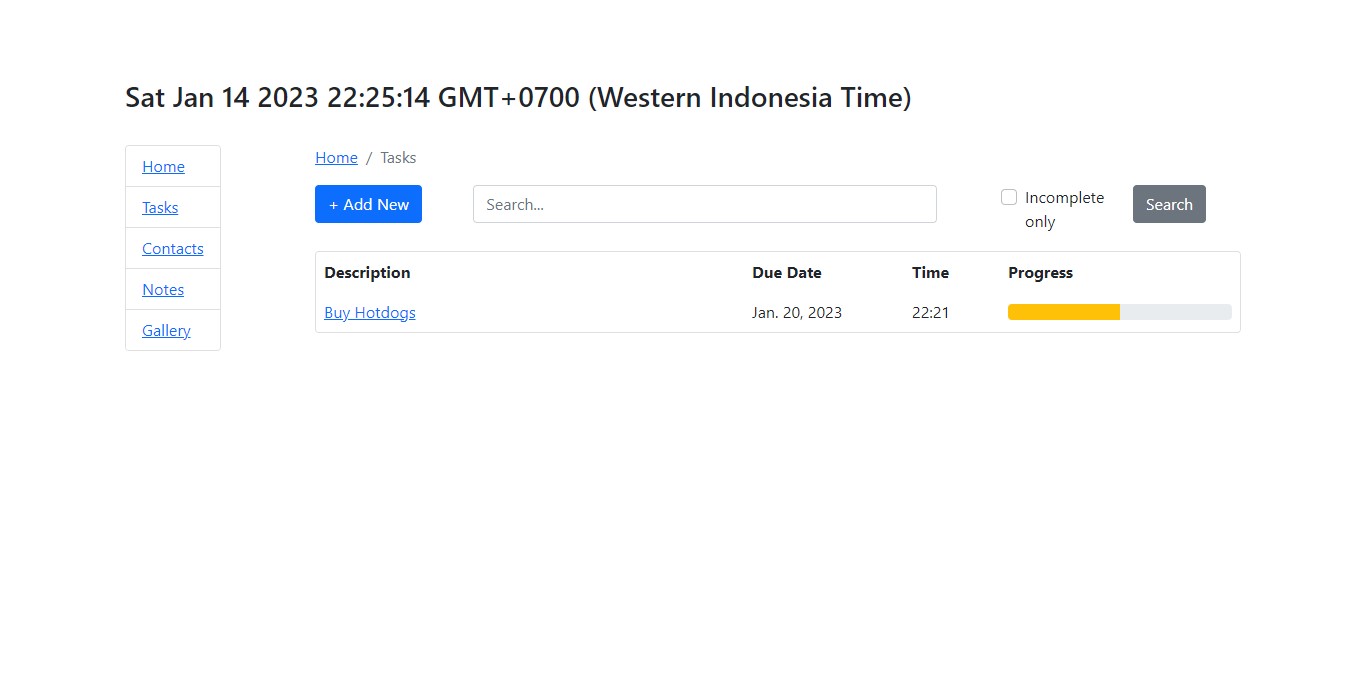 Sat Jan 14 2023 22:25:14 GMT+0700 (Western Indonesia Time)
Home
Tasks
Contacts
Notes
Gallery
Home / Tasks
+ Add New
Search...
Incomplete
only
Search
Description Due Date Time Progress
Buy Hotdogs Jan. 20, 2023 22:21